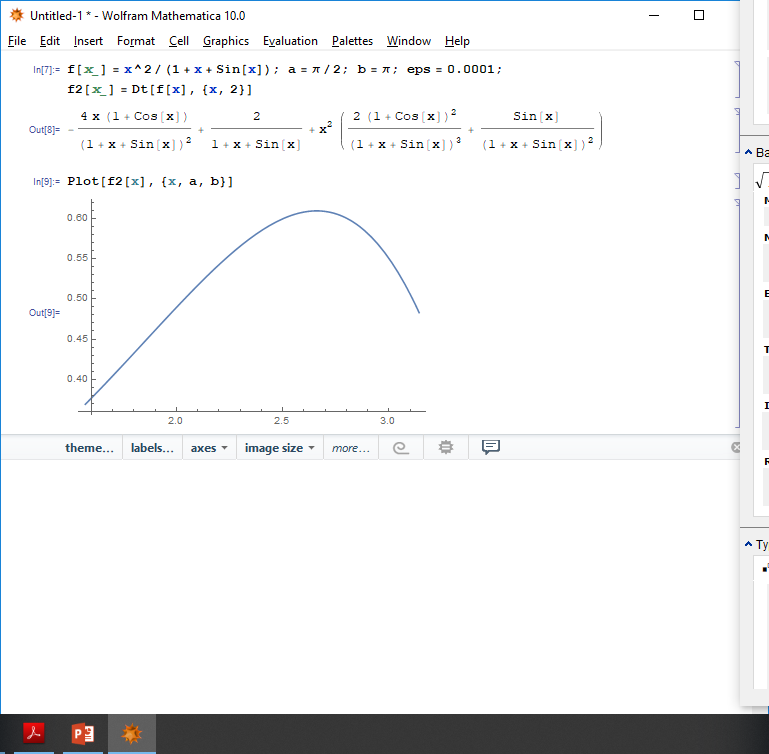 Untitled-1 * - Wolfram Mathematica 10.0
File Edit Insert Format Cell Graphics Evaluation Palettes Window Help
In[7]:= f[x_] = x^2/(1+x+Sin[x]); a = π/2; b = π; eps = 0.0001;
f2[x_] = Dt[f[x], {x, 2}]
Out[8]= - 4 x (1 + Cos[x]) / (1 + x + Sin[x])² + 2 / 1 + x + Sin[x] + x² ( 2 (1 + Cos[x])² / (1 + x + Sin[x])³ + Sin[x] / (1 + x + Sin[x])² )
In[9]:= Plot[f2[x], {x, a, b}]
0.60
0.55
0.50
Out[9]=
0.45
0.40
2.0 2.5 3.0
theme... labels... axes image size more...
Ba
Ty